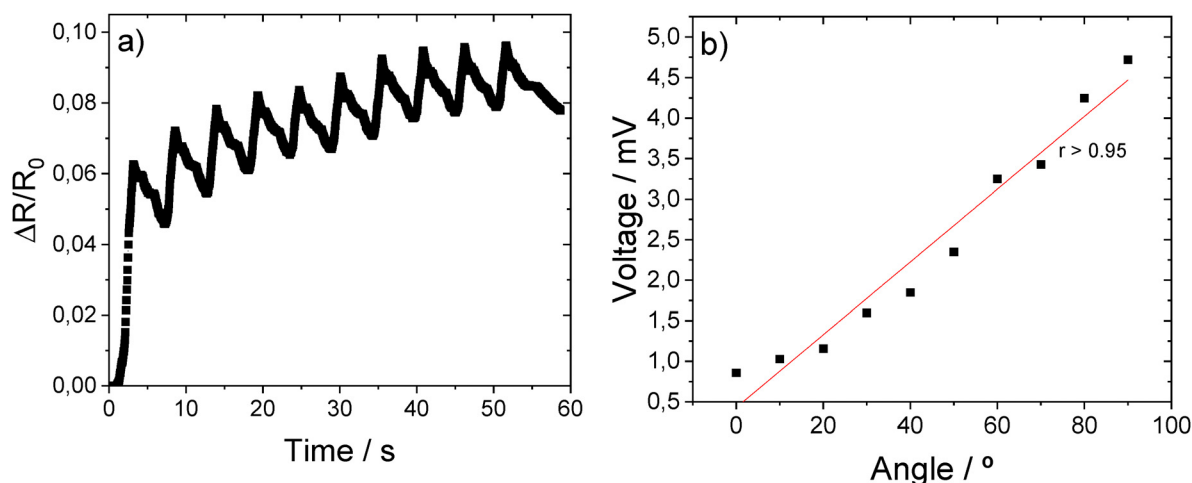 a)
0,10
0,08
0,06
0,04
0,02
0,00
ΔR/R0
0 10 20 30 40 50 60
Time / s
b)
5,0
4,5
4,0
3,5
3,0
2,5
2,0
1,5
1,0
0,5
Voltage / mV
r > 0.95
0 20 40 60 80 100
Angle / º